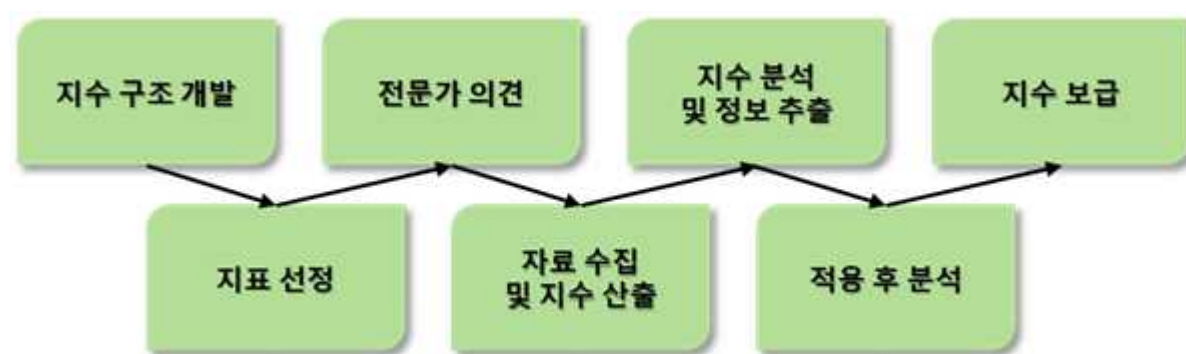 지수 구조 개발
전문가 의견
지수 분석
및 정보 추출
지수 보급
지표 선정
자료 수집
및 지수 산출
적용 후 분석